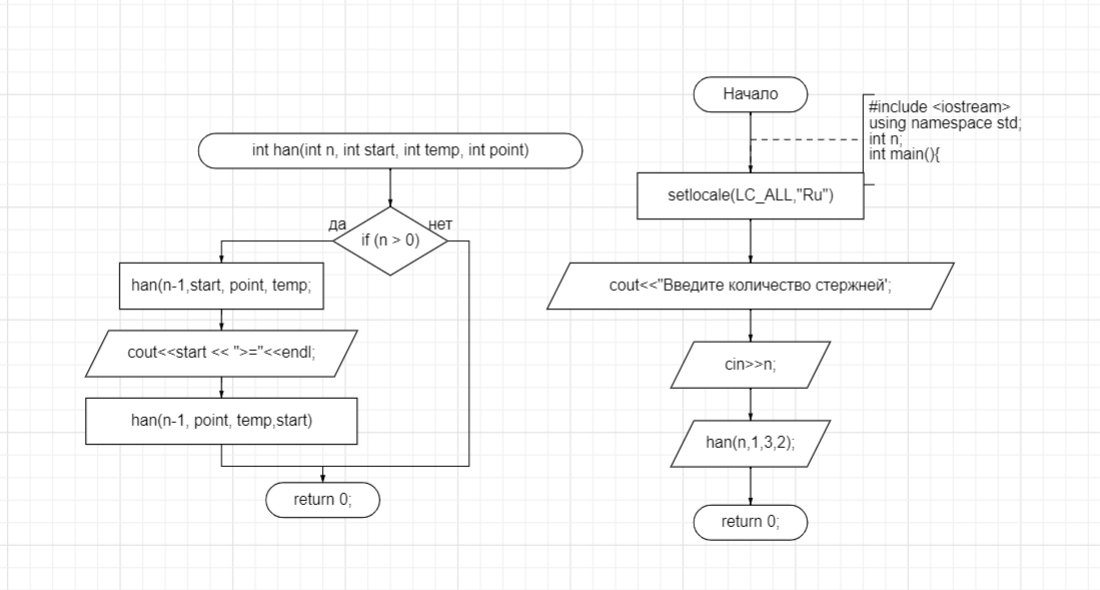 int han(int n, int start, int temp, int point)
да
нет
if (n > 0)
han(n-1,start, point, temp;
cout<<start << ">="<<endl;
han(n-1, point, temp,start)
return 0;
Начало
#include <iostream>
using namespace std;
int n;
int main(){
setlocale(LC_ALL,"Ru")
cout<<"Введите количество стержней';
cin>>n;
han(n,1,3,2);
return 0;